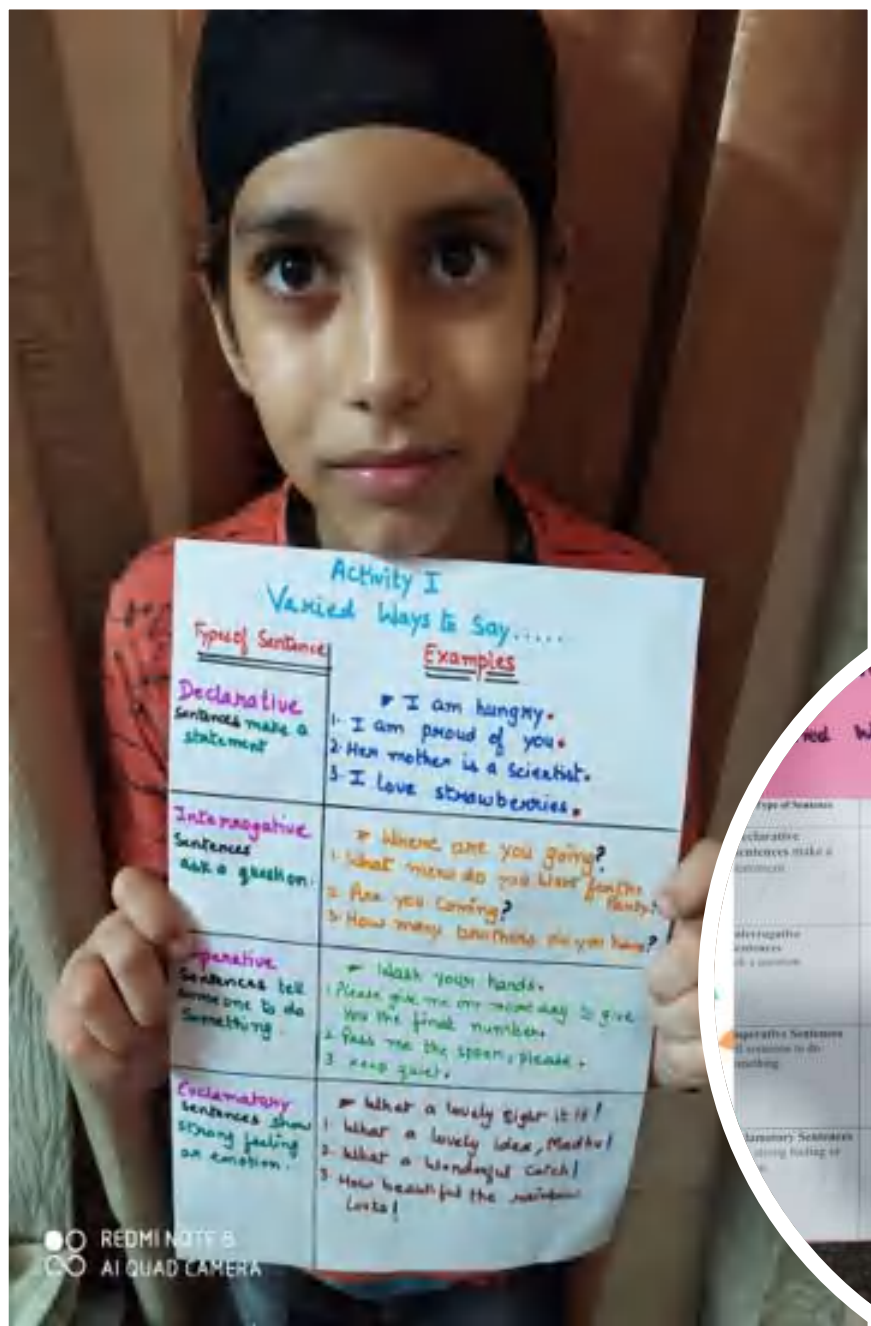 Activity I
Varied Ways to Say.....
Types of Sentence
Examples
Declarative
Sentences make a
statement
► I am hungry.
1. I am proud of you.
2. Her mother is a scientist.
3. I love strawberries.
Interrogative
Sentences
ask a question.
► Where are you going?
1. What menu do you want for the
Party?
2. Are you coming?
3. How many brothers do you have?
Imperative
Sentences tell
someone to do
something.
► Wash your hands.
1. Please give me one more day to give
you the final number.
2. Pass me the spoon, please.
3. Keep quiet.
Exclamatory
Sentences show
strong feeling
or emotion.
► What a lovely sight it is!
1. What a lovely idea, Madhu!
2. What a wonderful catch!
3. How beautiful the rainbow
looks!
REDMI NOTE 8
AI QUAD CAMERA
Type of Sentence
Sentences make a
Sentences
Sentences
to do
Sentences
strong feeling or